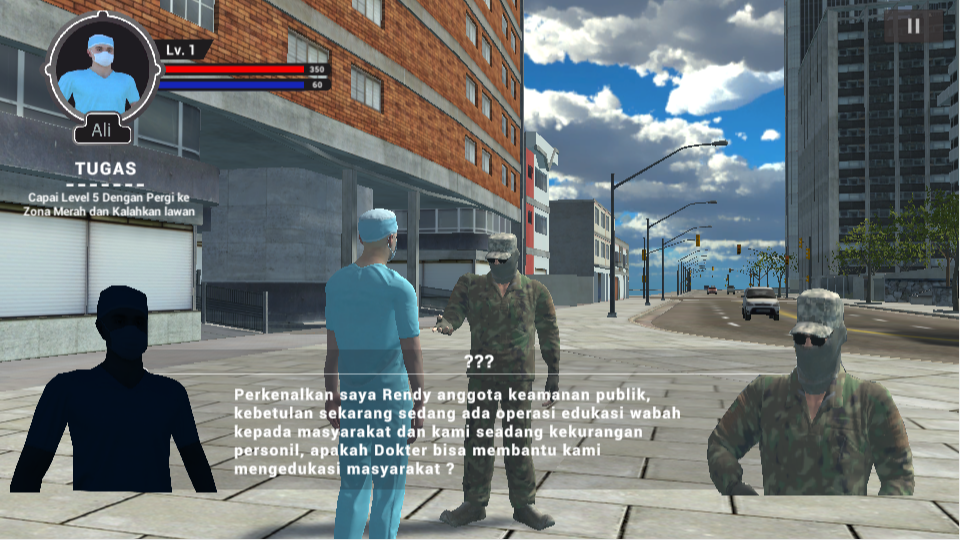 Lv. 1
350
60
Ali
TUGAS
Capai Level 5 Dengan Pergi ke
Zona Merah dan Kalahkan lawan
???
Perkenalkan saya Rendy anggota keamanan publik,
kebetulan sekarang sedang ada operasi edukasi wabah
kepada masyarakat dan kami seadang kekurangan
personil, apakah Dokter bisa membantu kami
mengedukasi masyarakat ?